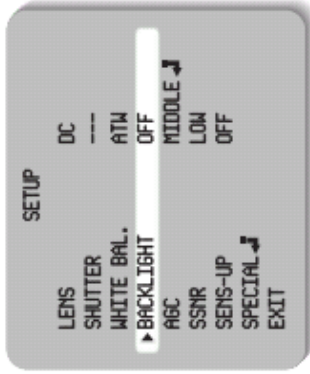 SETUP
LENS DC
SHUTTER ---
WHITE BAL. ATW
▶BACKLIGHT OFF
AGC MIDDLE↵
SSNR LOW
SENS-UP OFF
SPECIAL↵
EXIT